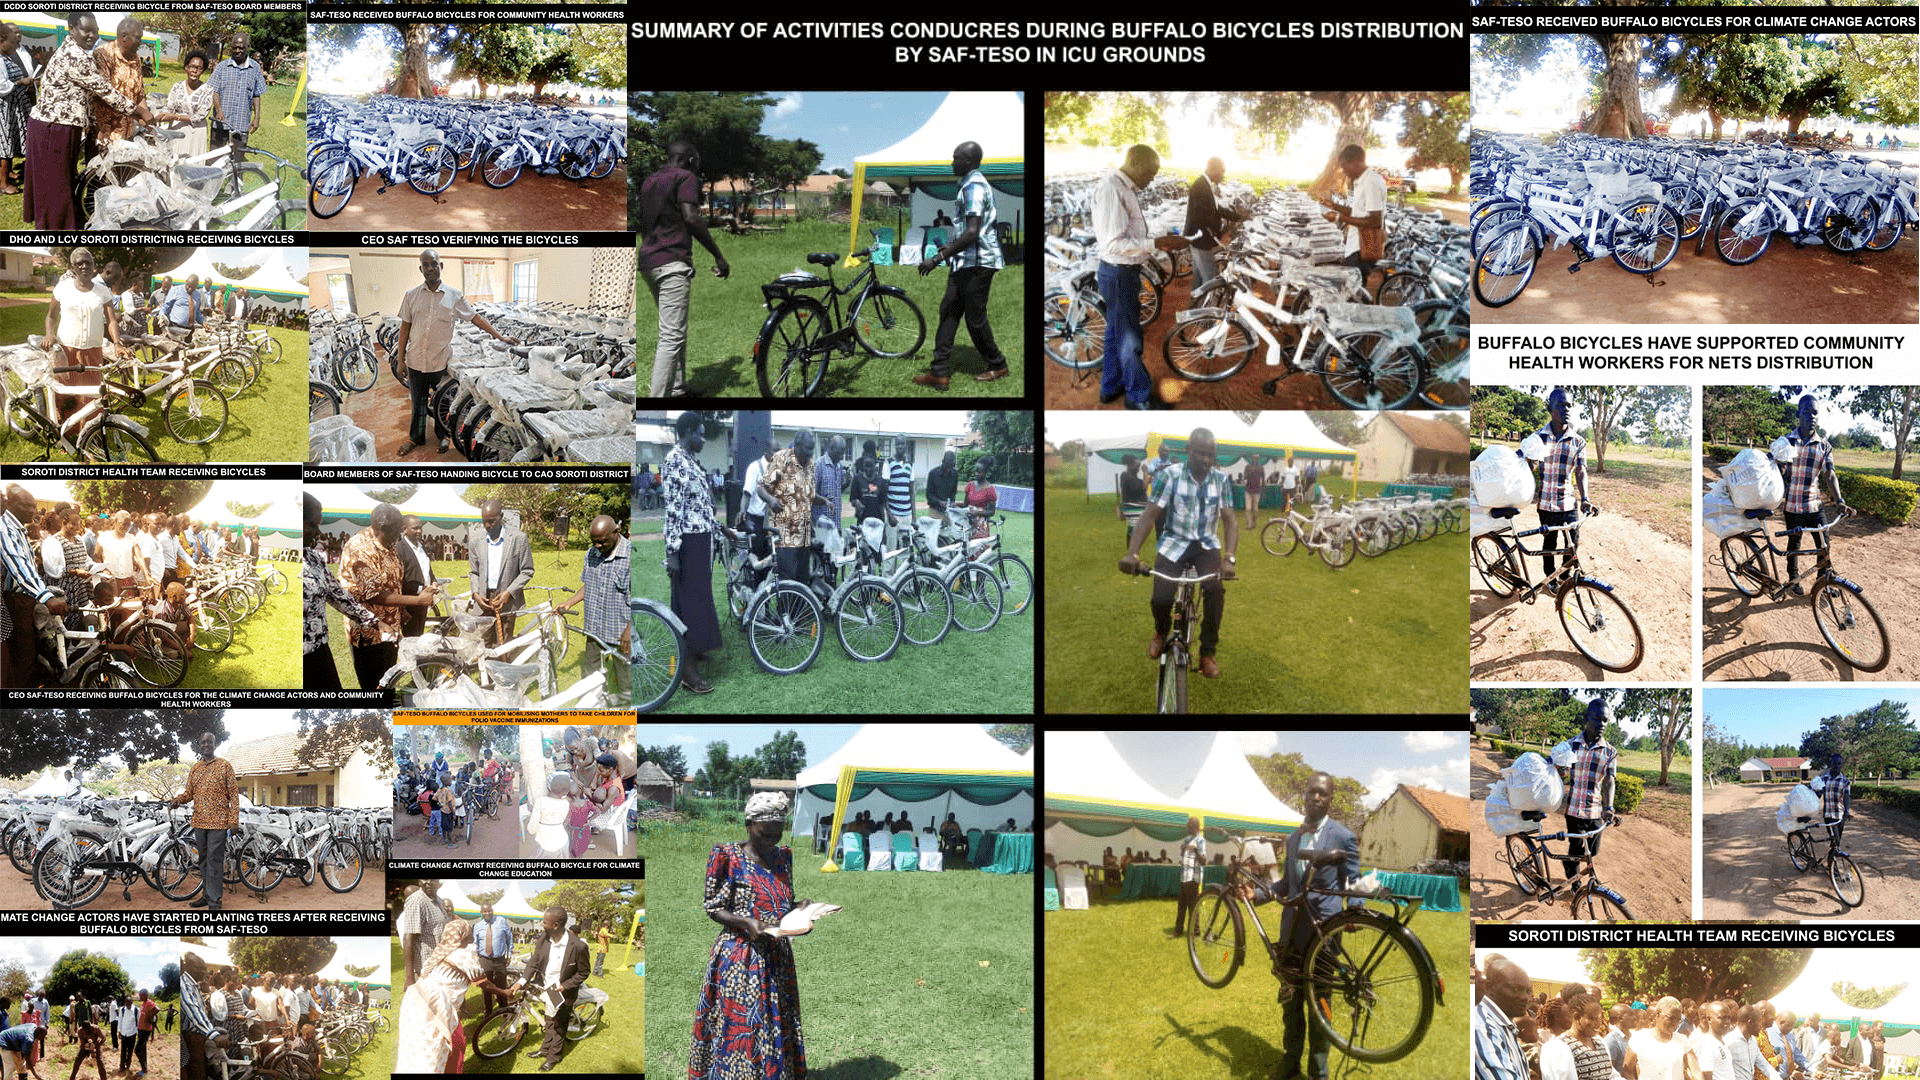 DCDO SOROTI DISTRICT RECEIVING BICYCLE FROM SAF-TESO BOARD MEMBERS
SAF-TESO RECEIVED BUFFALO BICYCLES FOR COMMUNITY HEALTH WORKERS
SUMMARY OF ACTIVITIES CONDUCRES DURING BUFFALO BICYCLES DISTRIBUTION
BY SAF-TESO IN ICU GROUNDS
SAF-TESO RECEIVED BUFFALO BICYCLES FOR CLIMATE CHANGE ACTORS
DHO AND LCV SOROTI DISTRICTING RECEIVING BICYCLES
CEO SAF TESO VERIFYING THE BICYCLES
BUFFALO BICYCLES HAVE SUPPORTED COMMUNITY
HEALTH WORKERS FOR NETS DISTRIBUTION
SOROTI DISTRICT HEALTH TEAM RECEIVING BICYCLES
BOARD MEMBERS OF SAF-TESO HANDING BICYCLE TO CAO SOROTI DISTRICT
CEO SAF-TESO RECEIVING BUFFALO BICYCLES FOR THE CLIMATE CHANGE ACTORS AND COMMUNITY
HEALTH WORKERS
SAF-TESO BUFFALO BICYCLES USED FOR MOBILISING MOTHERS TO TAKE CHILDREN FOR
POLIO VACCINE IMMUNIZATIONS
CLIMATE CHANGE ACTIVIST RECEIVING BUFFALO BICYCLE FOR CLIMATE
CHANGE EDUCATION
MATE CHANGE ACTORS HAVE STARTED PLANTING TREES AFTER RECEIVING
BUFFALO BICYCLES FROM SAF-TESO
SOROTI DISTRICT HEALTH TEAM RECEIVING BICYCLES